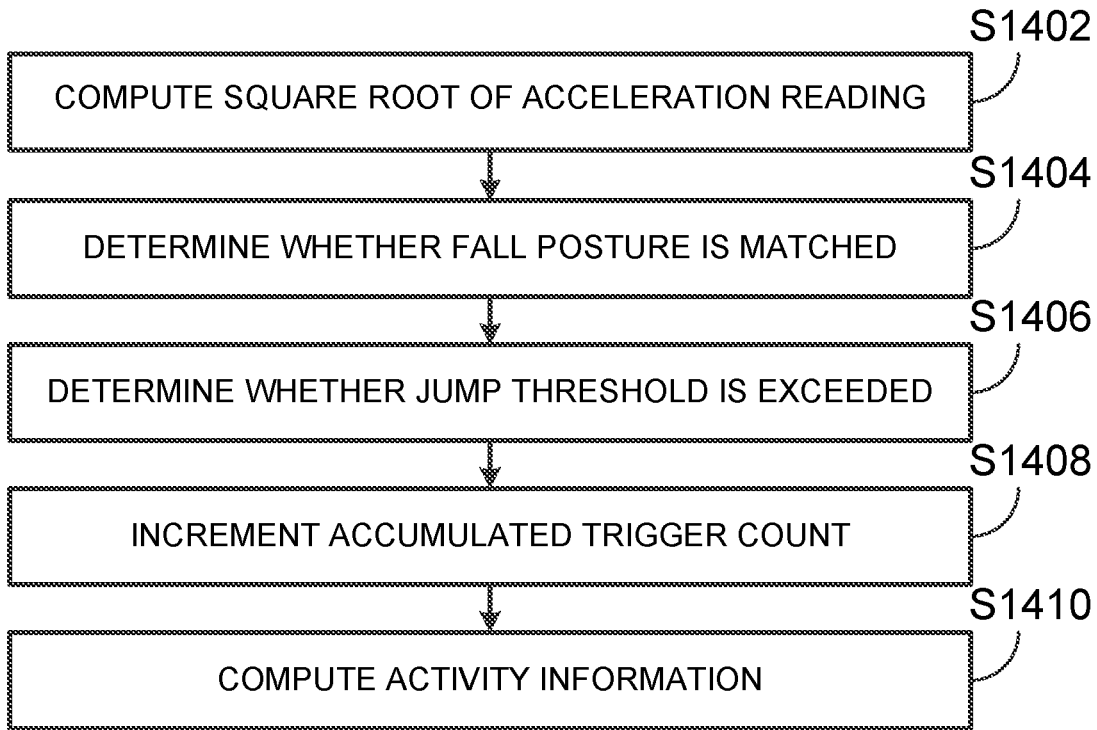 S1402
COMPUTE SQUARE ROOT OF ACCELERATION READING
S1404
DETERMINE WHETHER FALL POSTURE IS MATCHED
S1406
DETERMINE WHETHER JUMP THRESHOLD IS EXCEEDED
S1408
INCREMENT ACCUMULATED TRIGGER COUNT
S1410
COMPUTE ACTIVITY INFORMATION